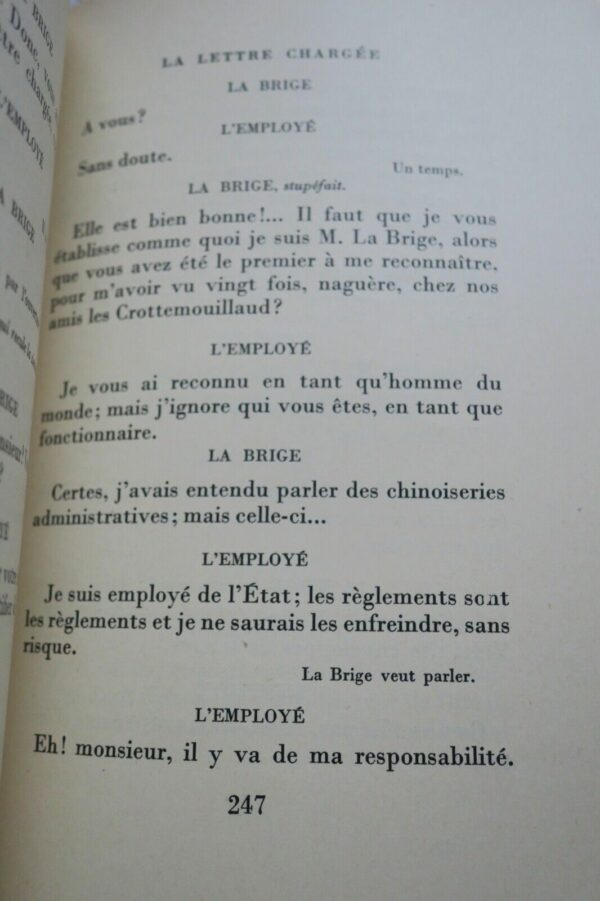 BRIGE
Donc, vous
L'EMPLOYÉ
A BRIGE
BRIGE
LA LETTRE CHARGÉE
LA BRIGE
A vous?
L'EMPLOYÉ
Sans doute.
Un temps.
LA BRIGE, stupéfait.
Elle est bien bonne!... Il faut que je vous
établisse comme quoi je suis M. La Brige, alors
que vous avez été le premier à me reconnaître,
pour m'avoir vu vingt fois, naguère, chez nos
amis les Crottemouillaud?
L'EMPLOYÉ
Je vous ai reconnu en tant qu'homme du
monde; mais j'ignore qui vous êtes, en tant que
fonctionnaire.
LA BRIGE
Certes, j'avais entendu parler des chinoiseries
administratives; mais celle-ci...
L'EMPLOYÉ
Je suis employé de l'État; les règlements sont
les règlements et je ne saurais les enfreindre, sans
risque.
La Brige veut parler.
L'EMPLOYÉ
Eh! monsieur, il y va de ma responsabilité.
247